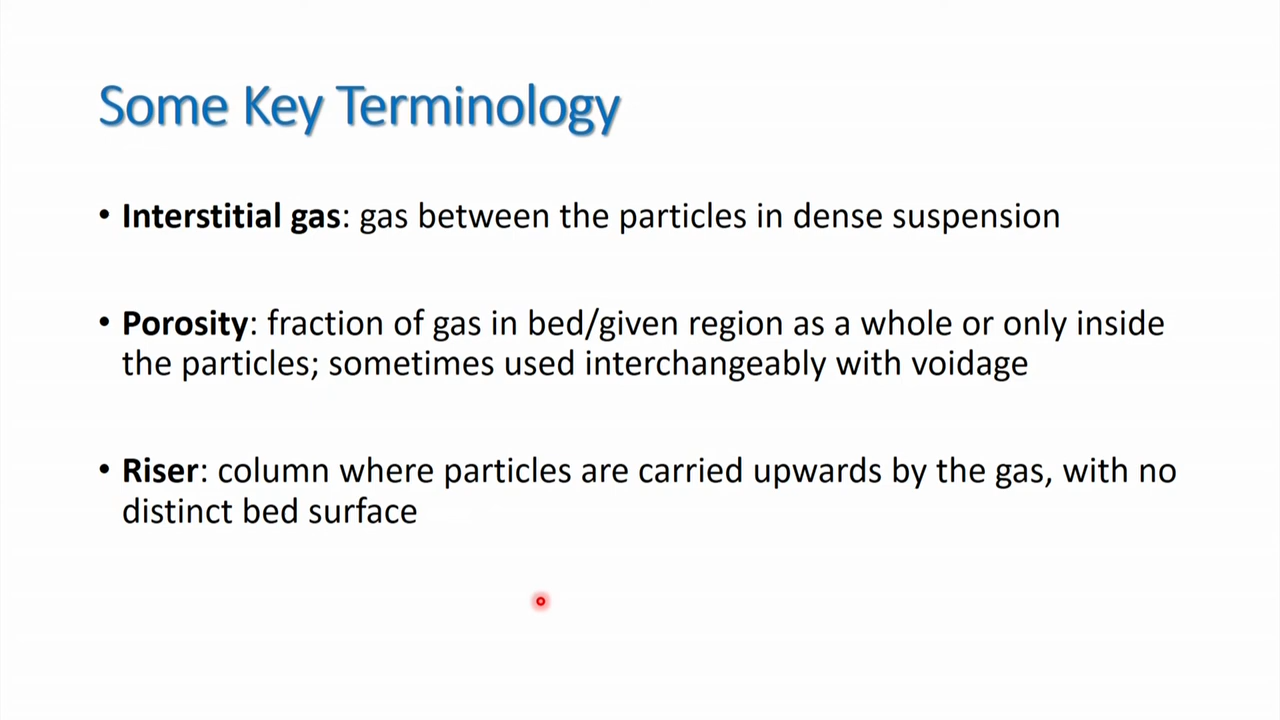 Some Key Terminology
• Interstitial gas: gas between the particles in dense suspension
• Porosity: fraction of gas in bed/given region as a whole or only inside
the particles; sometimes used interchangeably with voidage
• Riser: column where particles are carried upwards by the gas, with no
distinct bed surface